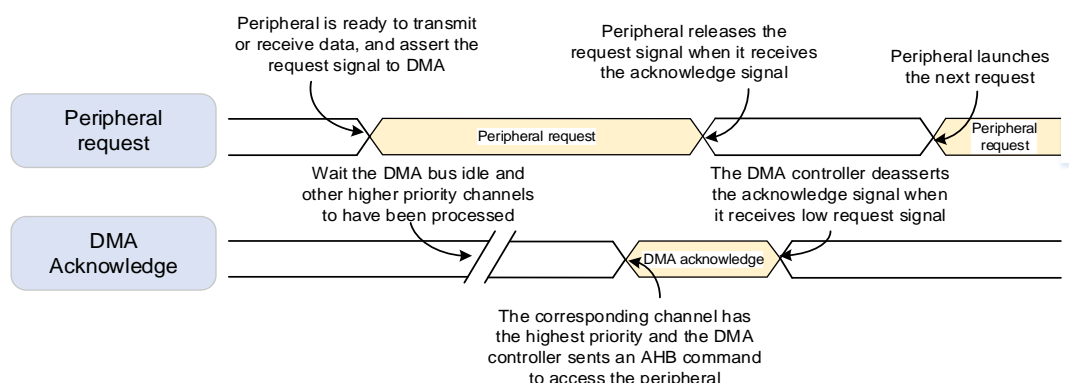 Peripheral is ready to transmit
or receive data, and assert the
request signal to DMA
Peripheral releases the
request signal when it receives
the acknowledge signal
Peripheral launches
the next request
Peripheral
request
Peripheral request
Peripheral
request
Wait the DMA bus idle and
other higher priority channels
to have been processed
The DMA controller deasserts
the acknowledge signal when
it receives low request signal
DMA
Acknowledge
DMA acknowledge
The corresponding channel has
the highest priority and the DMA
controller sents an AHB command
to access the peripheral